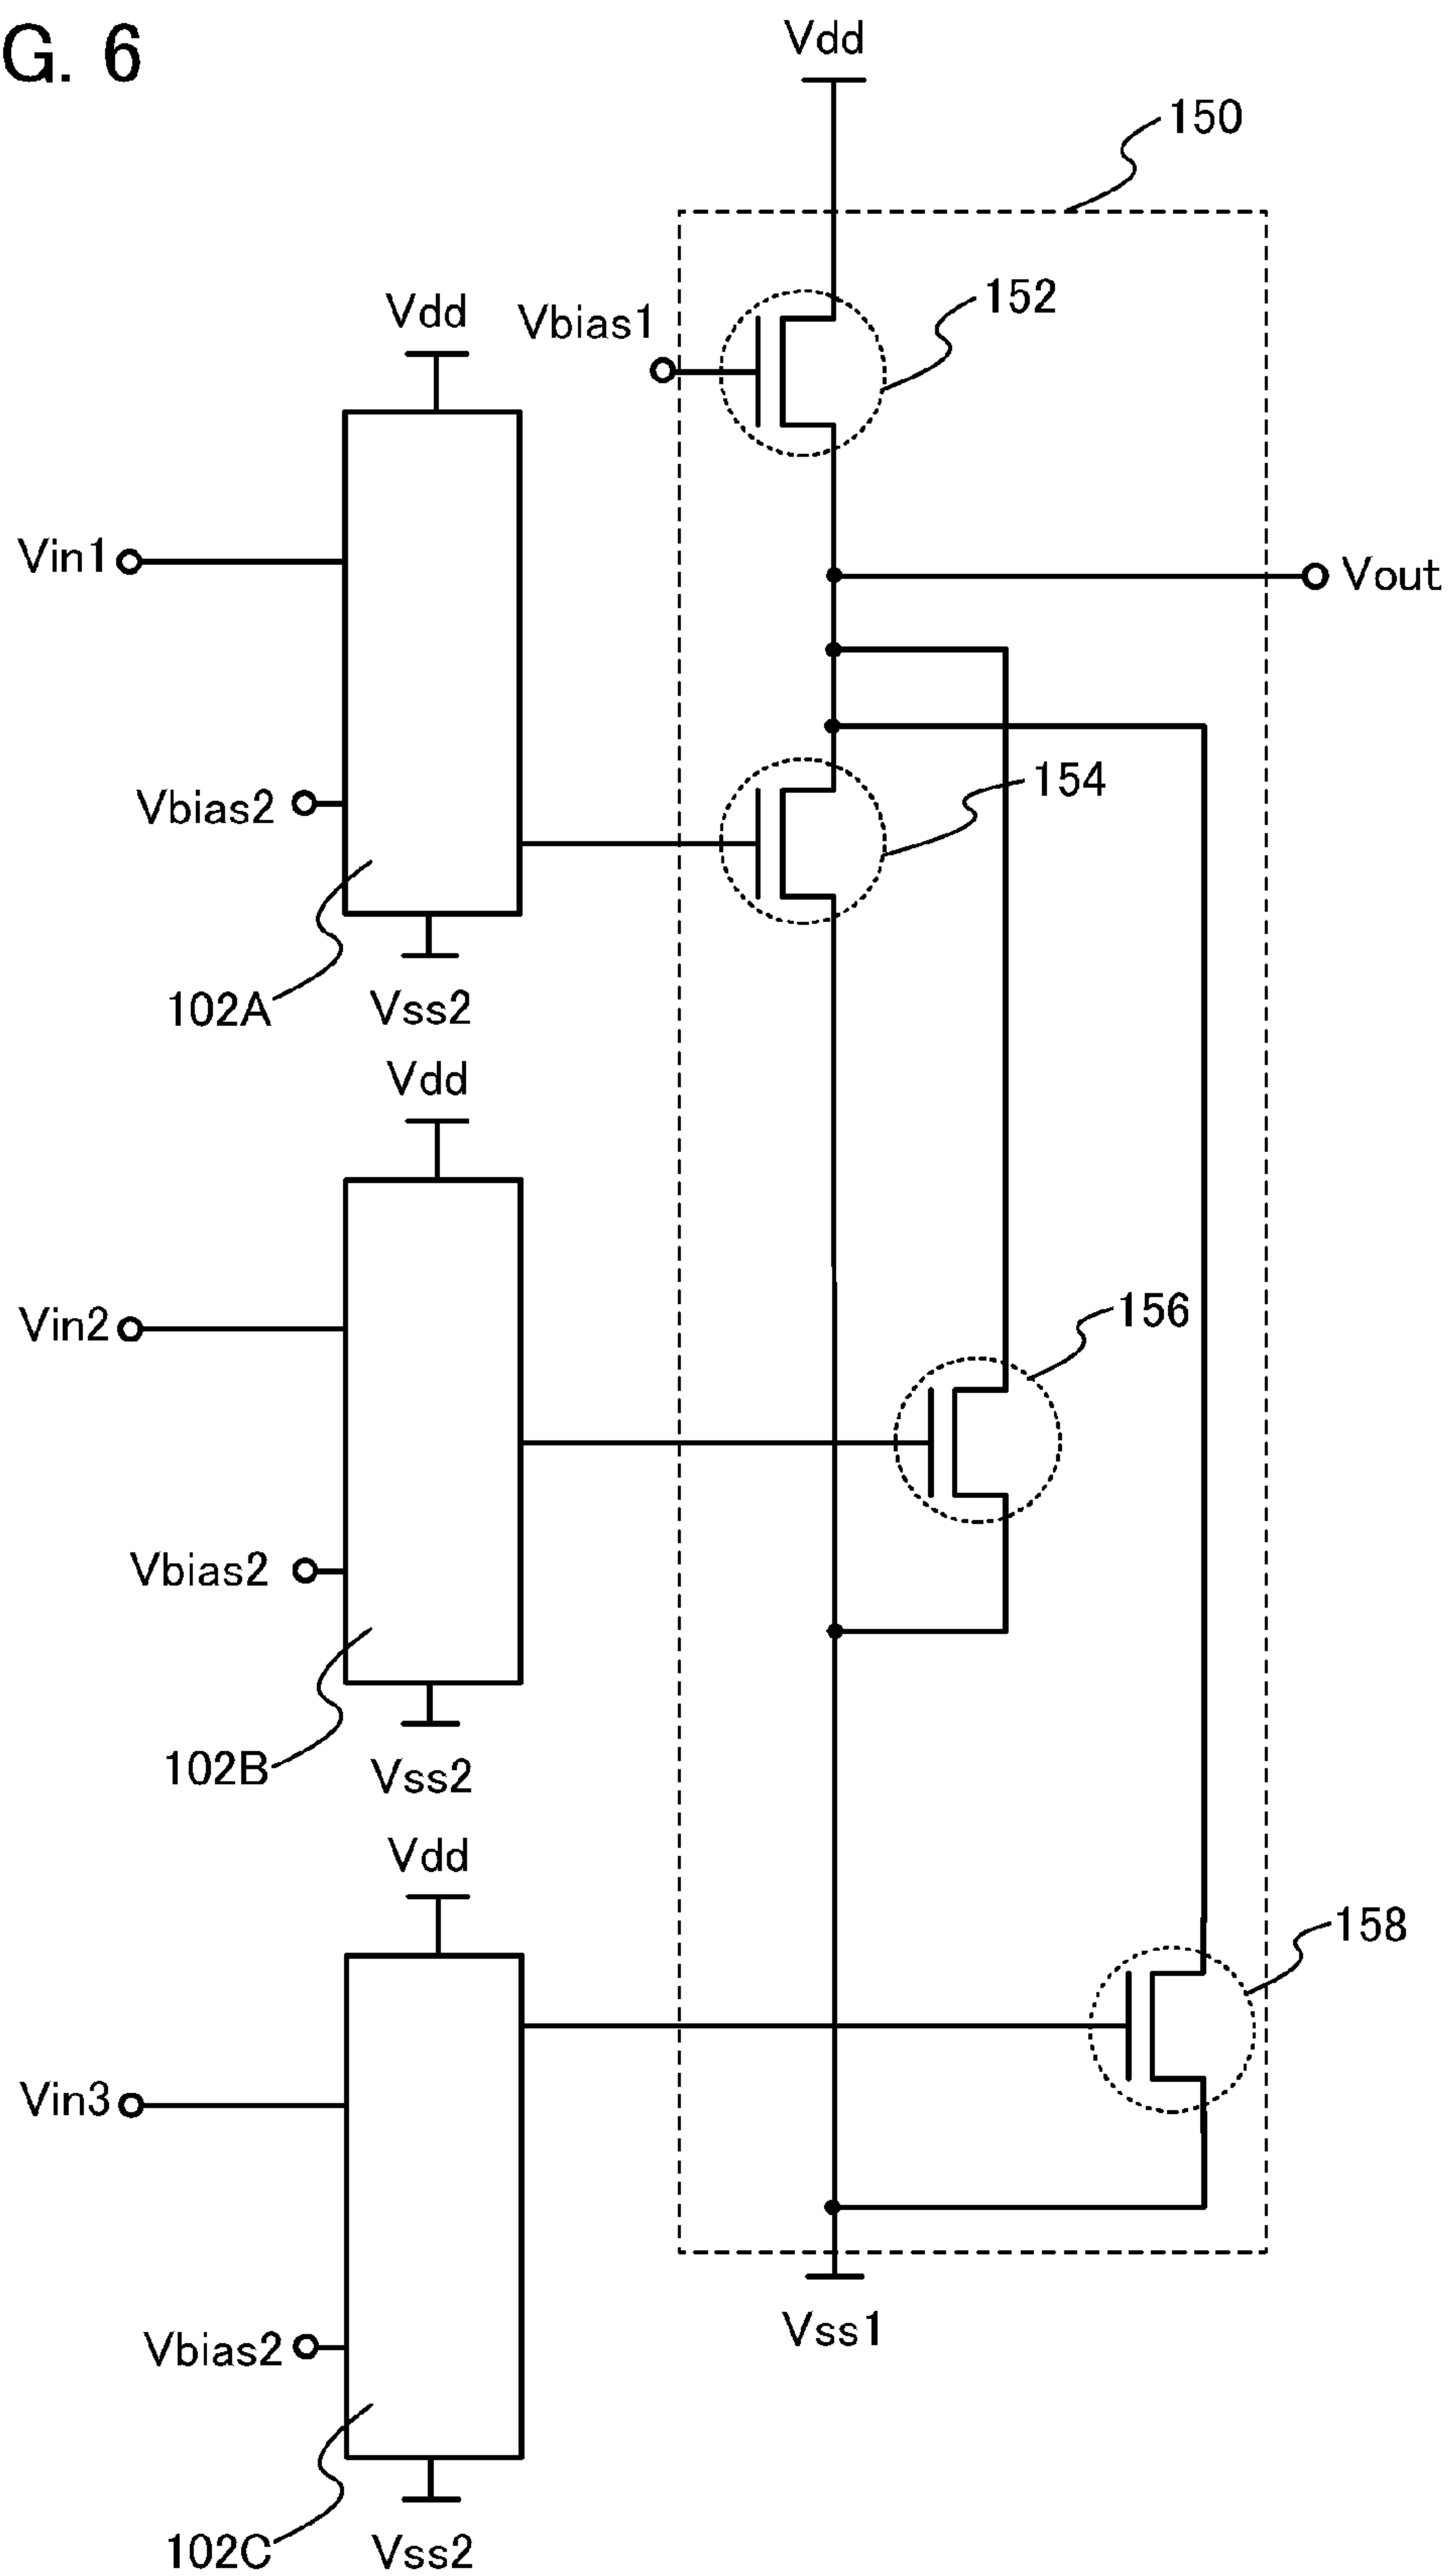 G. 6
Vdd
150
152
Vdd
Vbias1
Vin1
Vout
154
Vbias2
102A
Vss2
Vdd
156
Vin2
Vbias2
102B
Vss2
Vdd
158
Vin3
Vss1
Vbias2
102C
Vss2